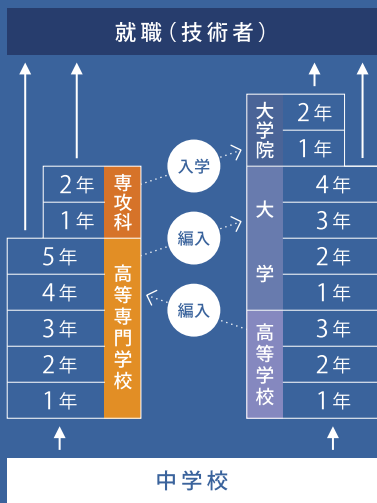 就職（技術者）
大学院
2年
1年
入学
専攻科
2年
1年
大学
4年
3年
2年
1年
編入
高等専門学校
5年
4年
3年
2年
1年
編入
高等学校
3年
2年
1年
中学校